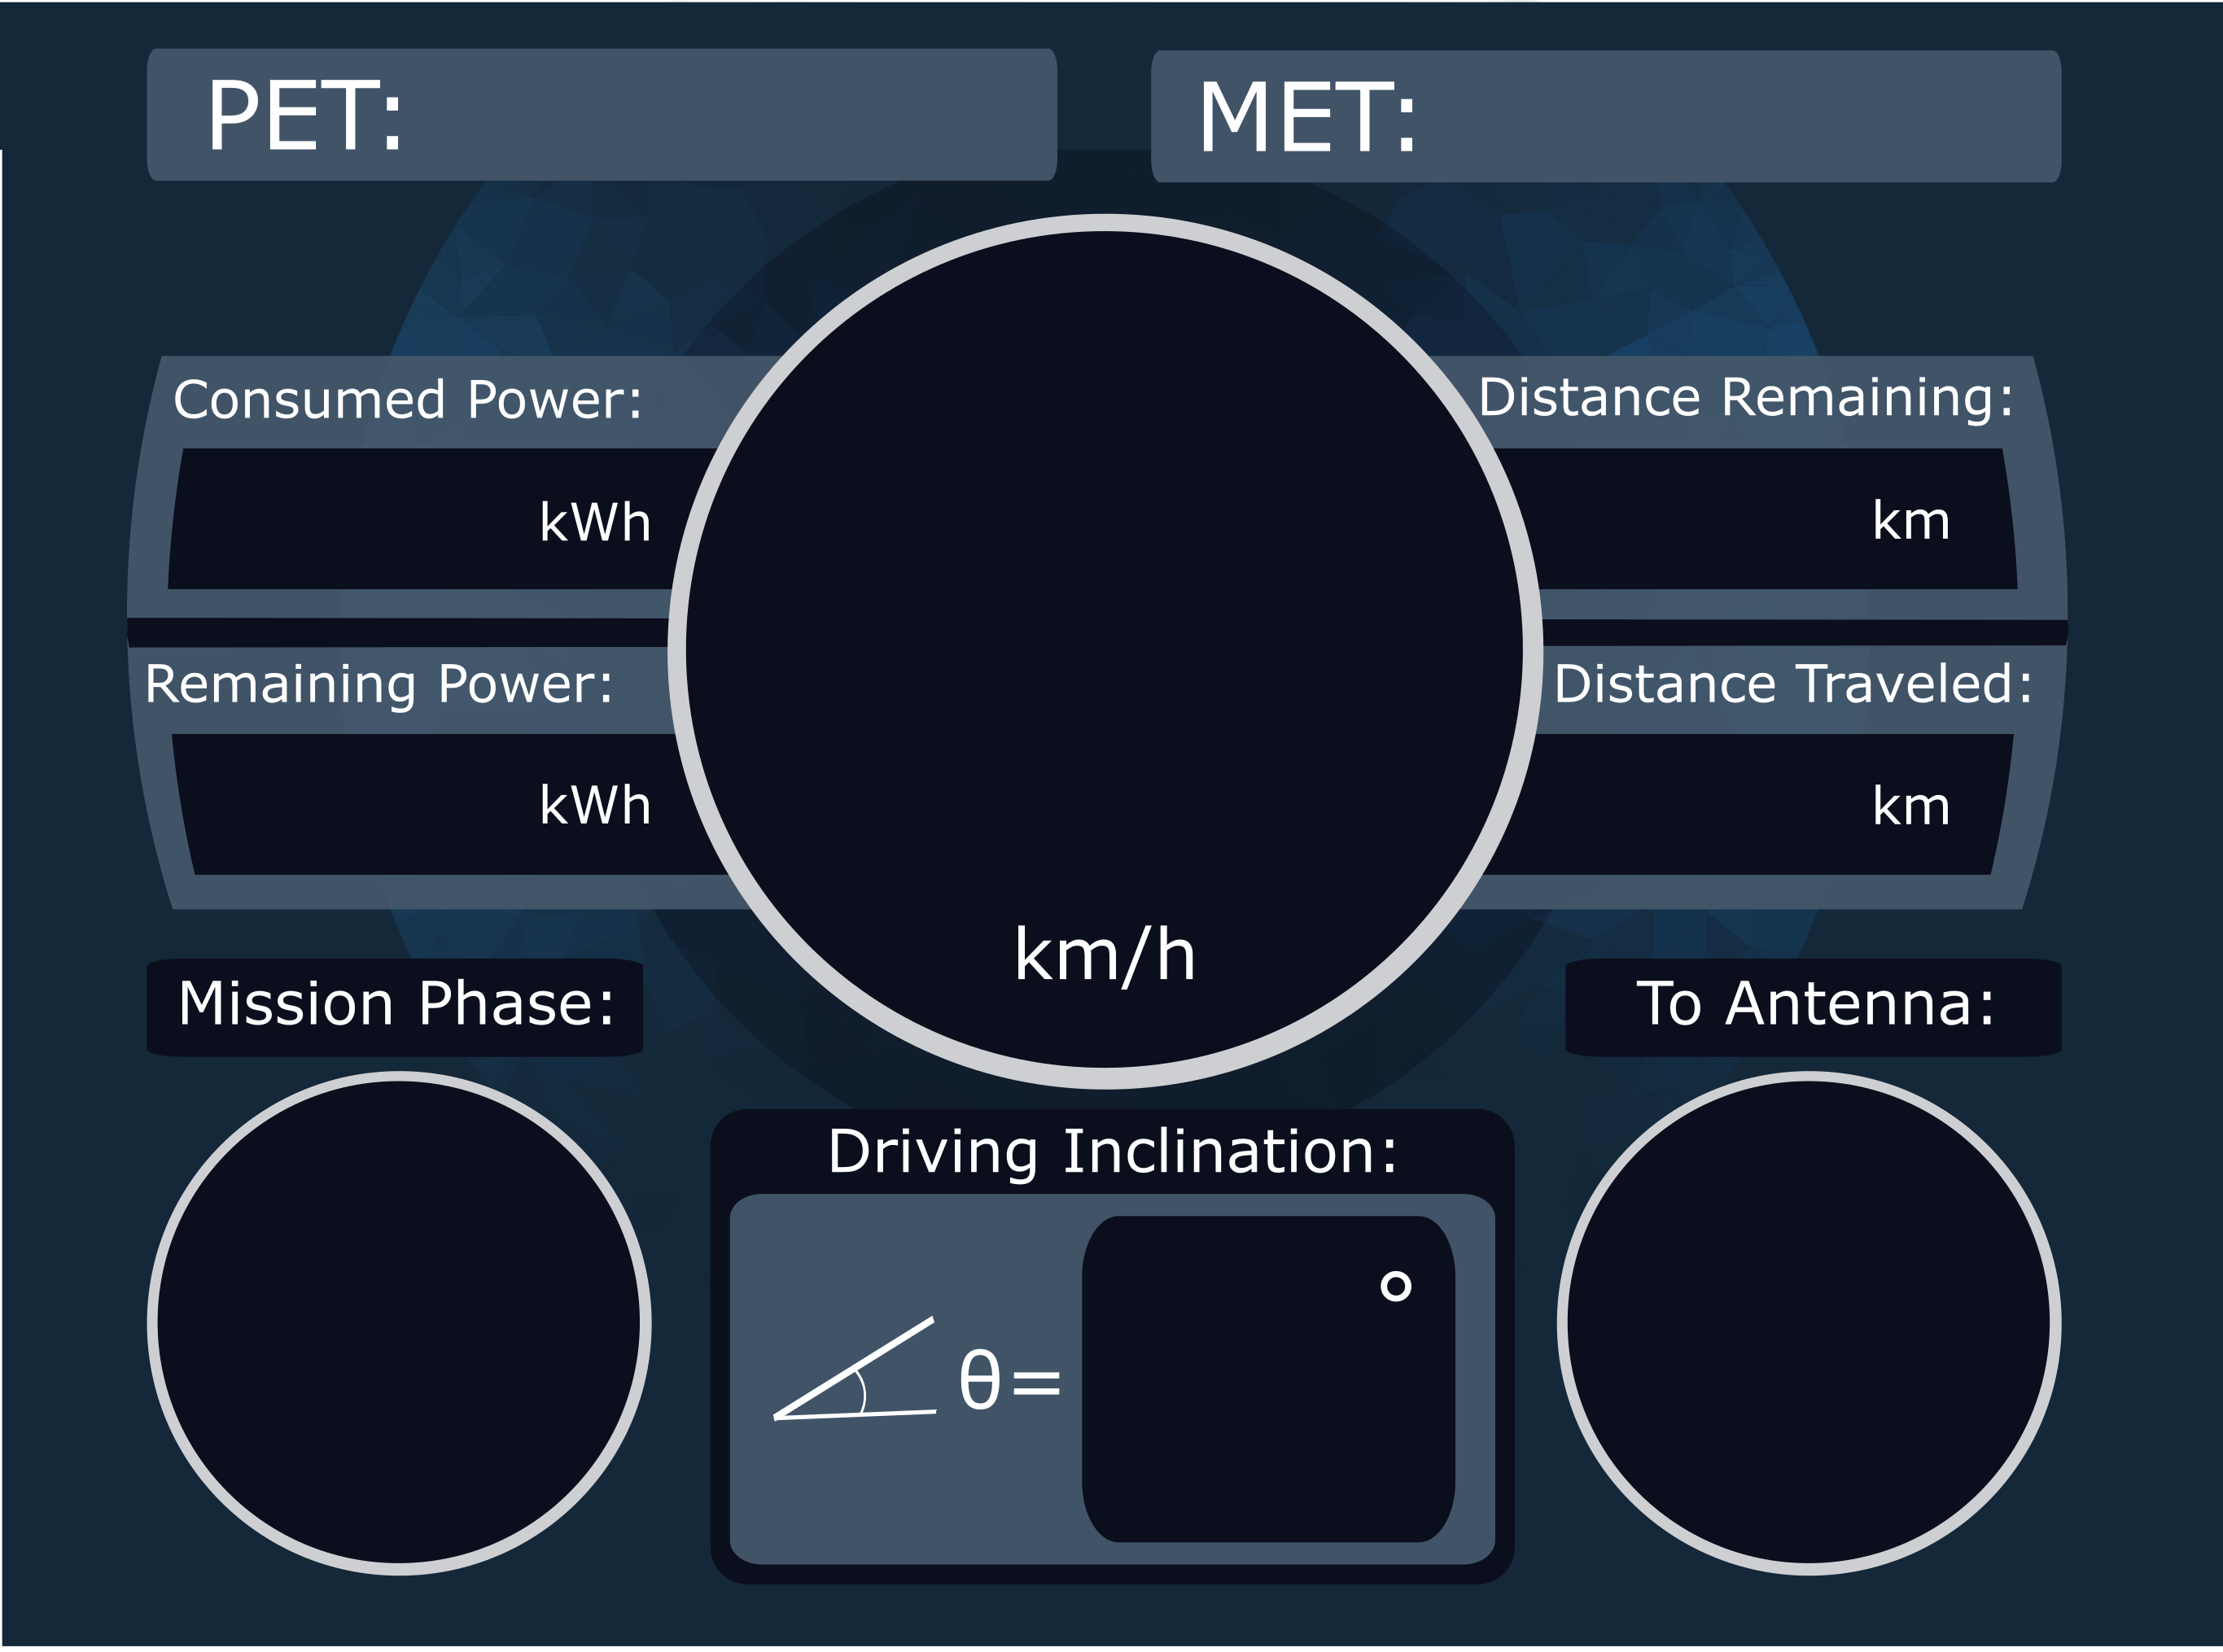 PET:
MET:
Consumed Power:
kWh
Distance Remaining:
km
Remaining Power:
kWh
Distance Traveled:
km
km/h
Mission Phase:
To Antenna:
Driving Inclination:
θ= °